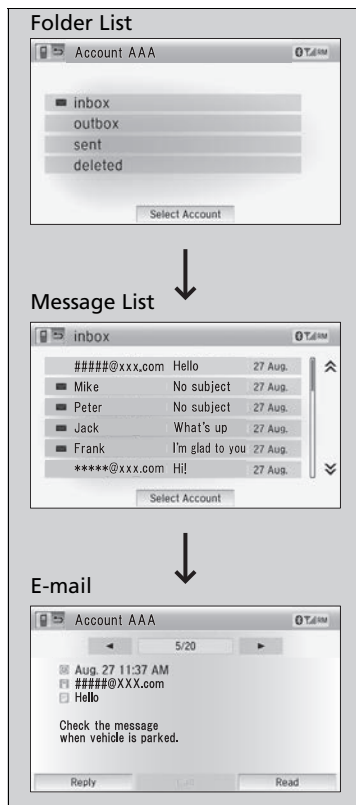 Folder List
Account AAA
inbox
outbox
sent
deleted
Select Account
Message List
inbox
#####@xxx.com Hello 27 Aug.
Mike No subject 27 Aug.
Peter No subject 27 Aug.
Jack What's up 27 Aug.
Frank I'm glad to you 27 Aug.
*****@xxx.com Hi! 27 Aug.
Select Account
E-mail
Account AAA
5/20
Aug. 27 11:37 AM
#####@XXX.com
Hello
Check the message
when vehicle is parked.
Reply Read